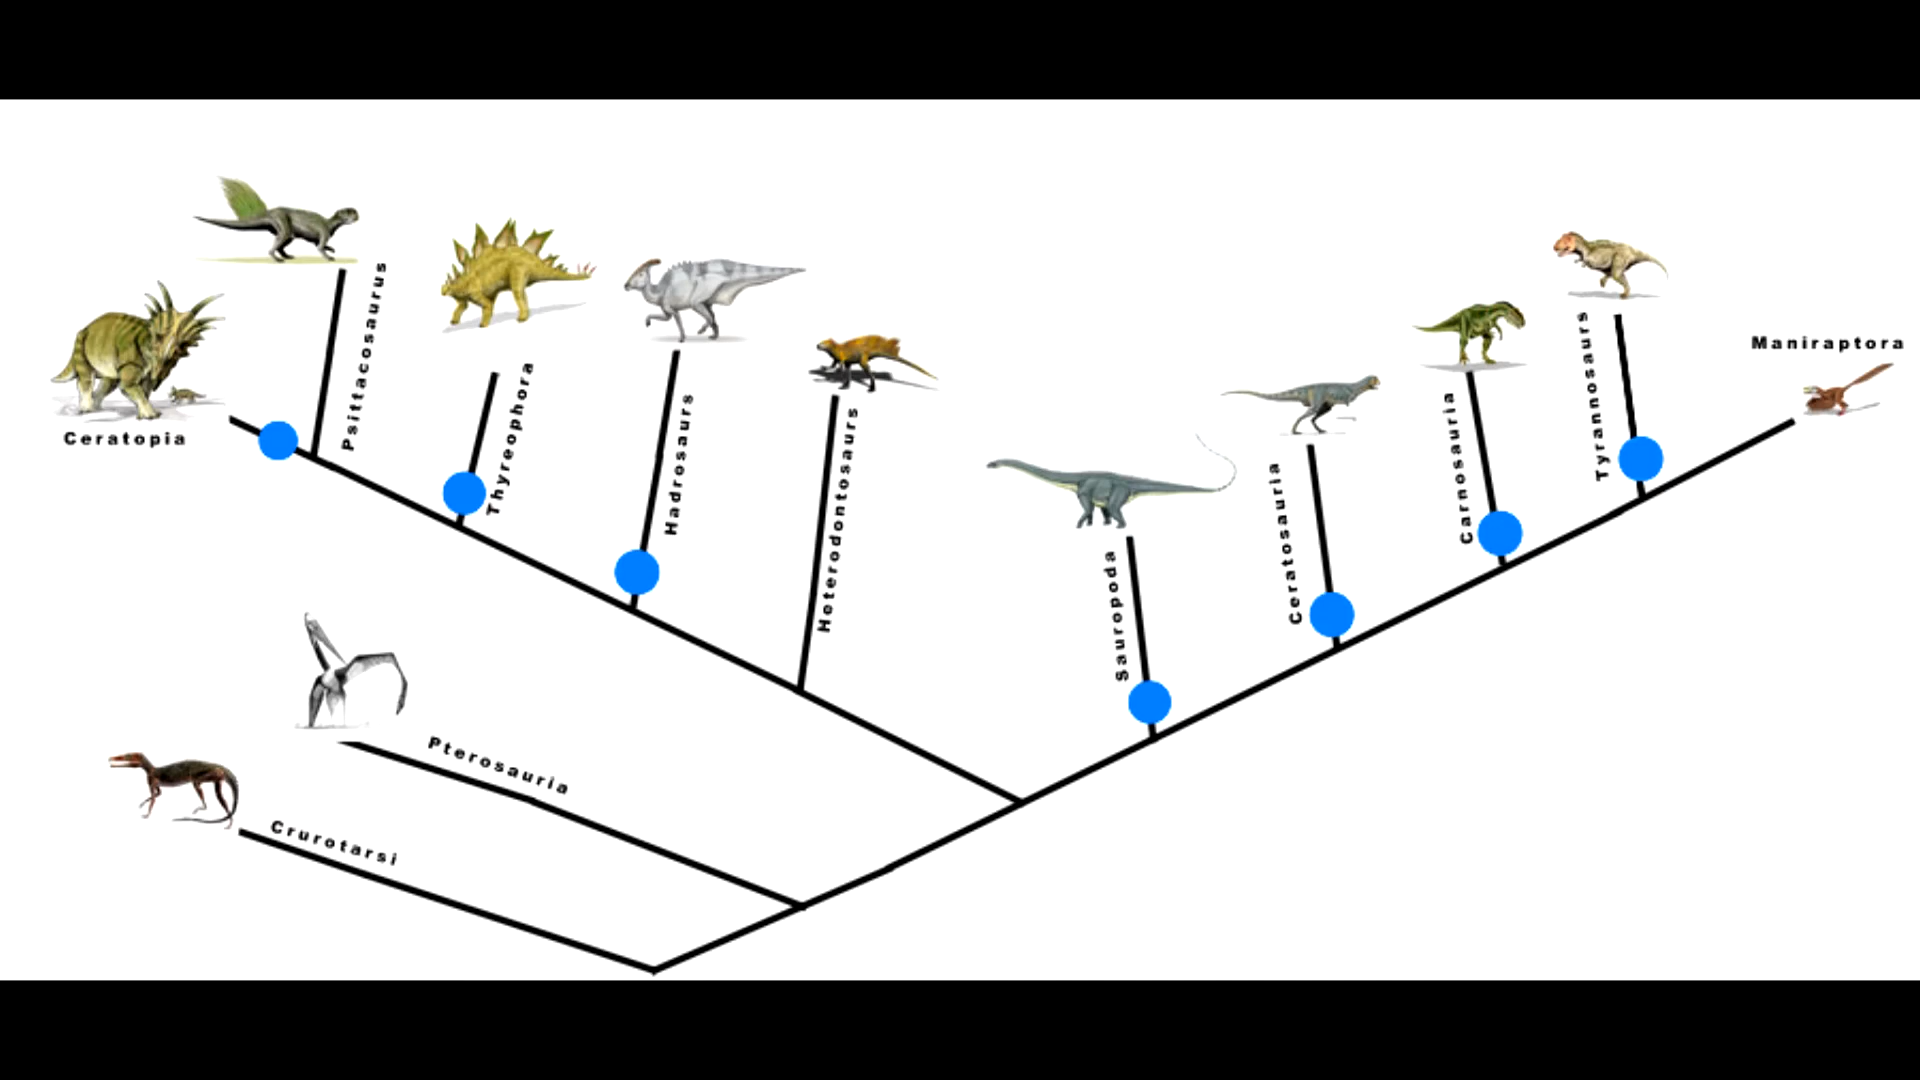 Psittacosaurus
Ceratopia
Thyreophora
Hadrosaurs
Heterodontosaurs
Sauropoda
Ceratosauria
Carnosauria
Tyrannosaurs
Maniraptora
Pterosauria
Crurotarsi